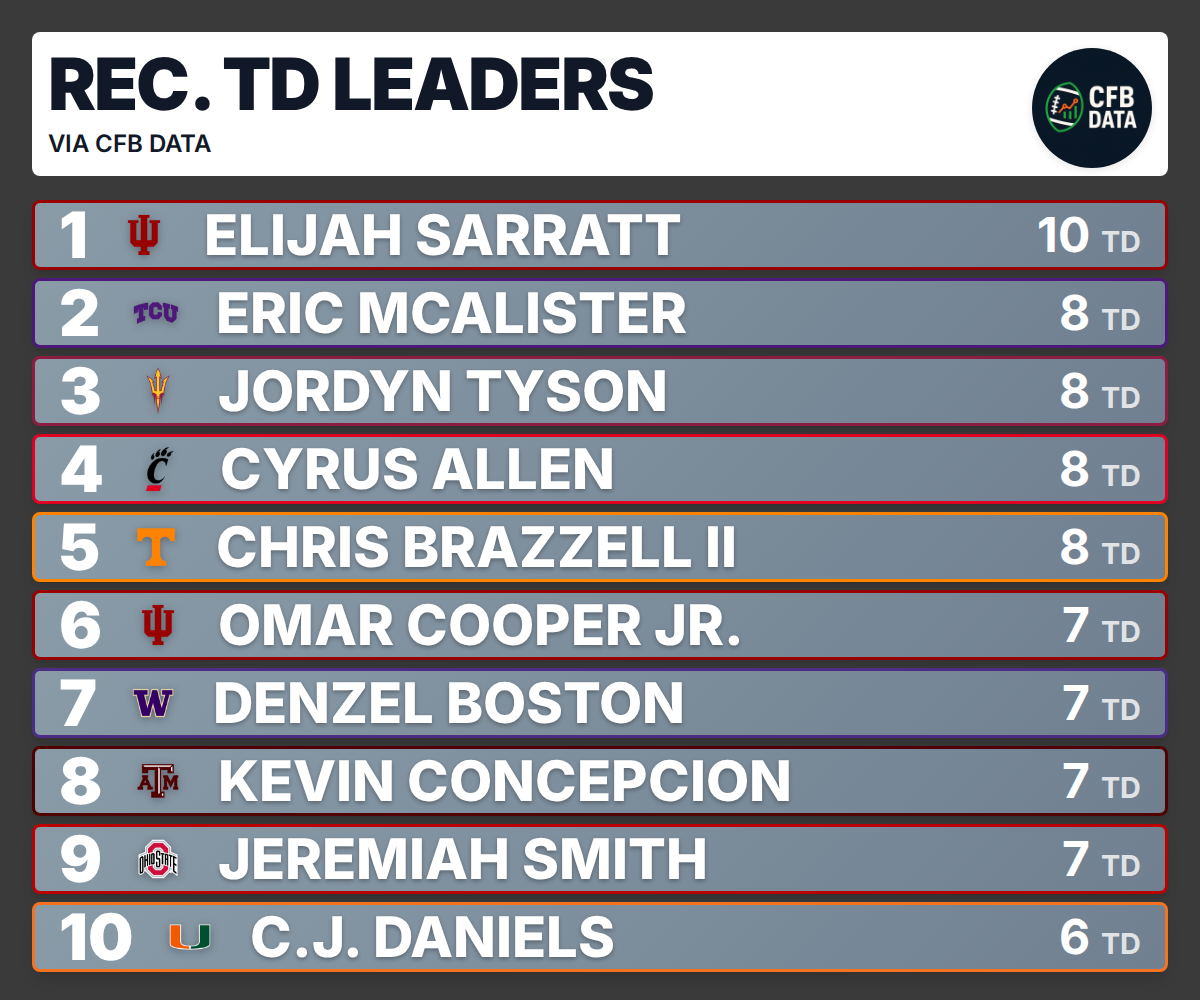 REC. TD LEADERS
VIA CFB DATA
CFB
DATA
1 ELIJAH SARRATT 10 TD
2 TCU ERIC MCALISTER 8 TD
3 JORDYN TYSON 8 TD
4 C CYRUS ALLEN 8 TD
5 T CHRIS BRAZZELL II 8 TD
6 OMAR COOPER JR. 7 TD
7 W DENZEL BOSTON 7 TD
8 ATM KEVIN CONCEPCION 7 TD
9 OHIO STATE JEREMIAH SMITH 7 TD
10 U C.J. DANIELS 6 TD